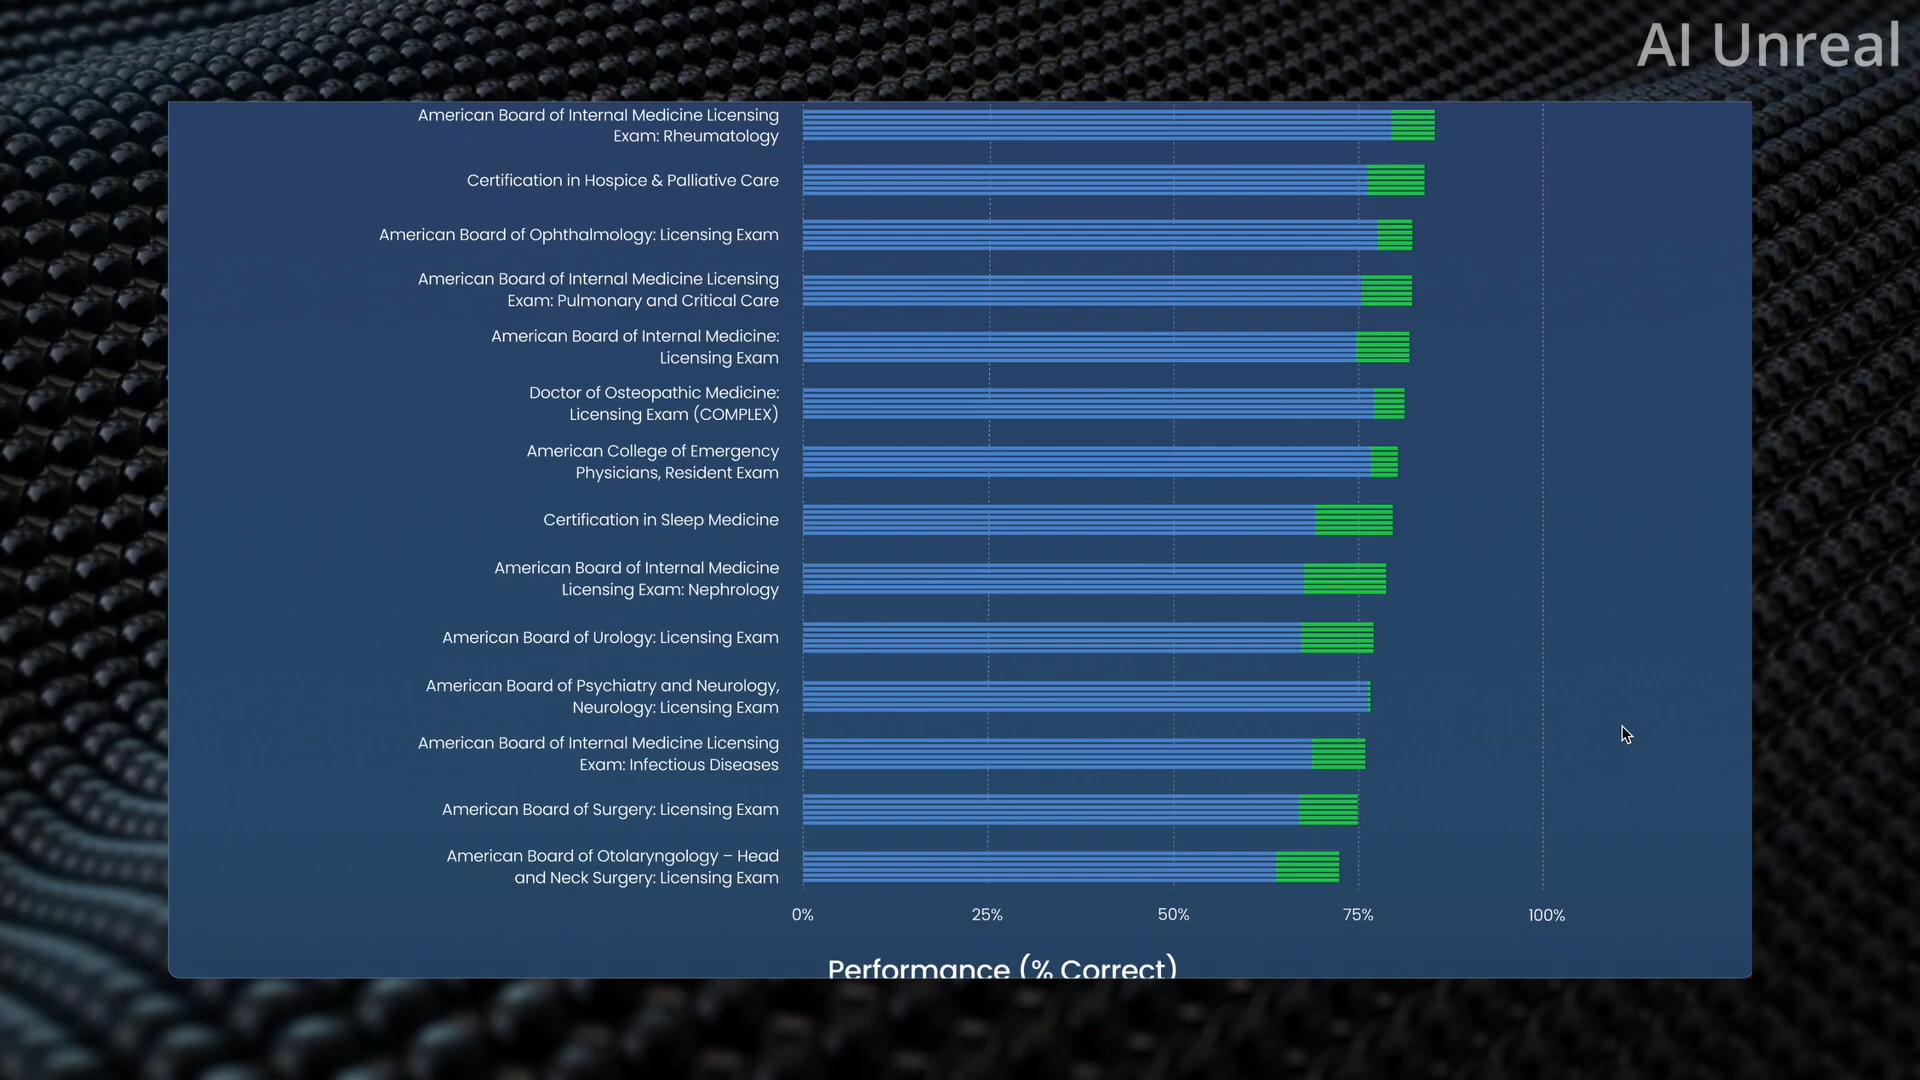 AI Unreal
American Board of Internal Medicine Licensing
Exam: Rheumatology
Certification in Hospice & Palliative Care
American Board of Ophthalmology: Licensing Exam
American Board of Internal Medicine Licensing
Exam: Pulmonary and Critical Care
American Board of Internal Medicine:
Licensing Exam
Doctor of Osteopathic Medicine:
Licensing Exam (COMPLEX)
American College of Emergency
Physicians, Resident Exam
Certification in Sleep Medicine
American Board of Internal Medicine
Licensing Exam: Nephrology
American Board of Urology: Licensing Exam
American Board of Psychiatry and Neurology,
Neurology: Licensing Exam
American Board of Internal Medicine Licensing
Exam: Infectious Diseases
American Board of Surgery: Licensing Exam
American Board of Otolaryngology – Head
and Neck Surgery: Licensing Exam
0% 25% 50% 75% 100%
Performance (% Correct)